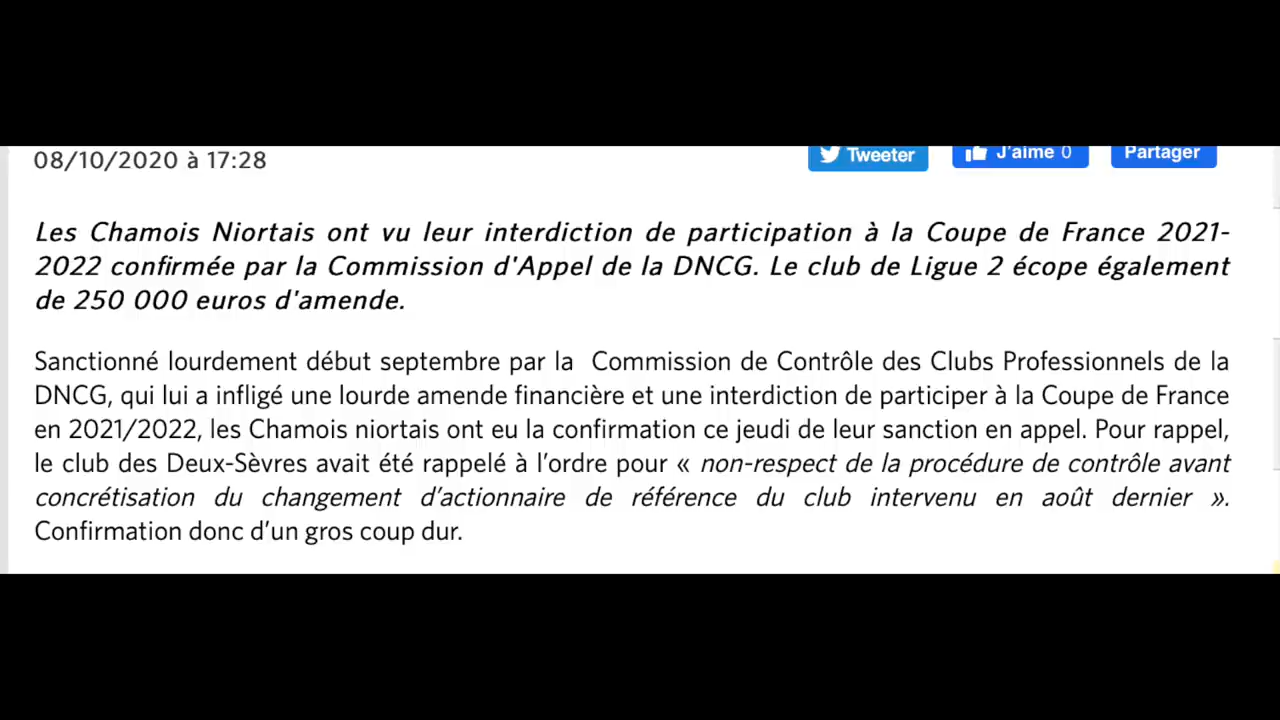 08/10/2020 à 17:28
Tweeter
J'aime 0
Partager
Les Chamois Niortais ont vu leur interdiction de participation à la Coupe de France 2021-
2022 confirmée par la Commission d'Appel de la DNCG. Le club de Ligue 2 écope également
de 250 000 euros d'amende.
Sanctionné lourdement début septembre par la  Commission de Contrôle des Clubs Professionnels de la
DNCG, qui lui a infligé une lourde amende financière et une interdiction de participer à la Coupe de France
en 2021/2022, les Chamois niortais ont eu la confirmation ce jeudi de leur sanction en appel. Pour rappel,
le club des Deux-Sèvres avait été rappelé à l’ordre pour « non-respect de la procédure de contrôle avant
concrétisation du changement d’actionnaire de référence du club intervenu en août dernier ».
Confirmation donc d’un gros coup dur.